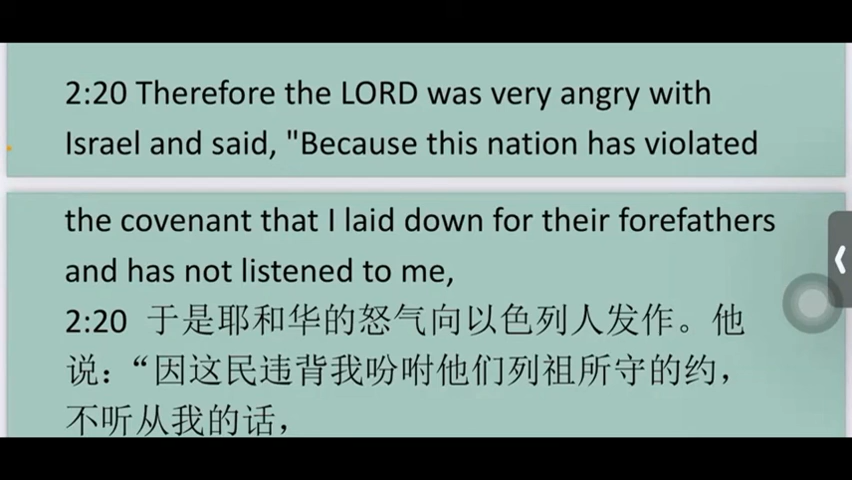 2:20 Therefore the LORD was very angry with
Israel and said, "Because this nation has violated
the covenant that I laid down for their forefathers
and has not listened to me,
2:20 于是耶和华的怒气向以色列人发作。他
说：“因这民违背我吩咐他们列祖所守的约，
不听从我的话，